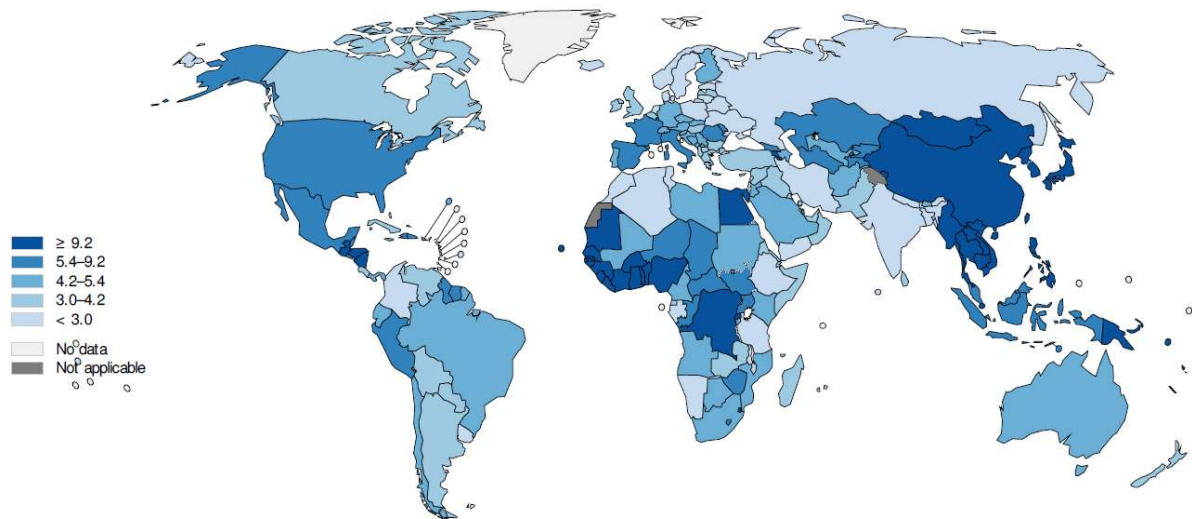 ≥ 9.2
5.4–9.2
4.2–5.4
3.0–4.2
< 3.0
No data
Not applicable